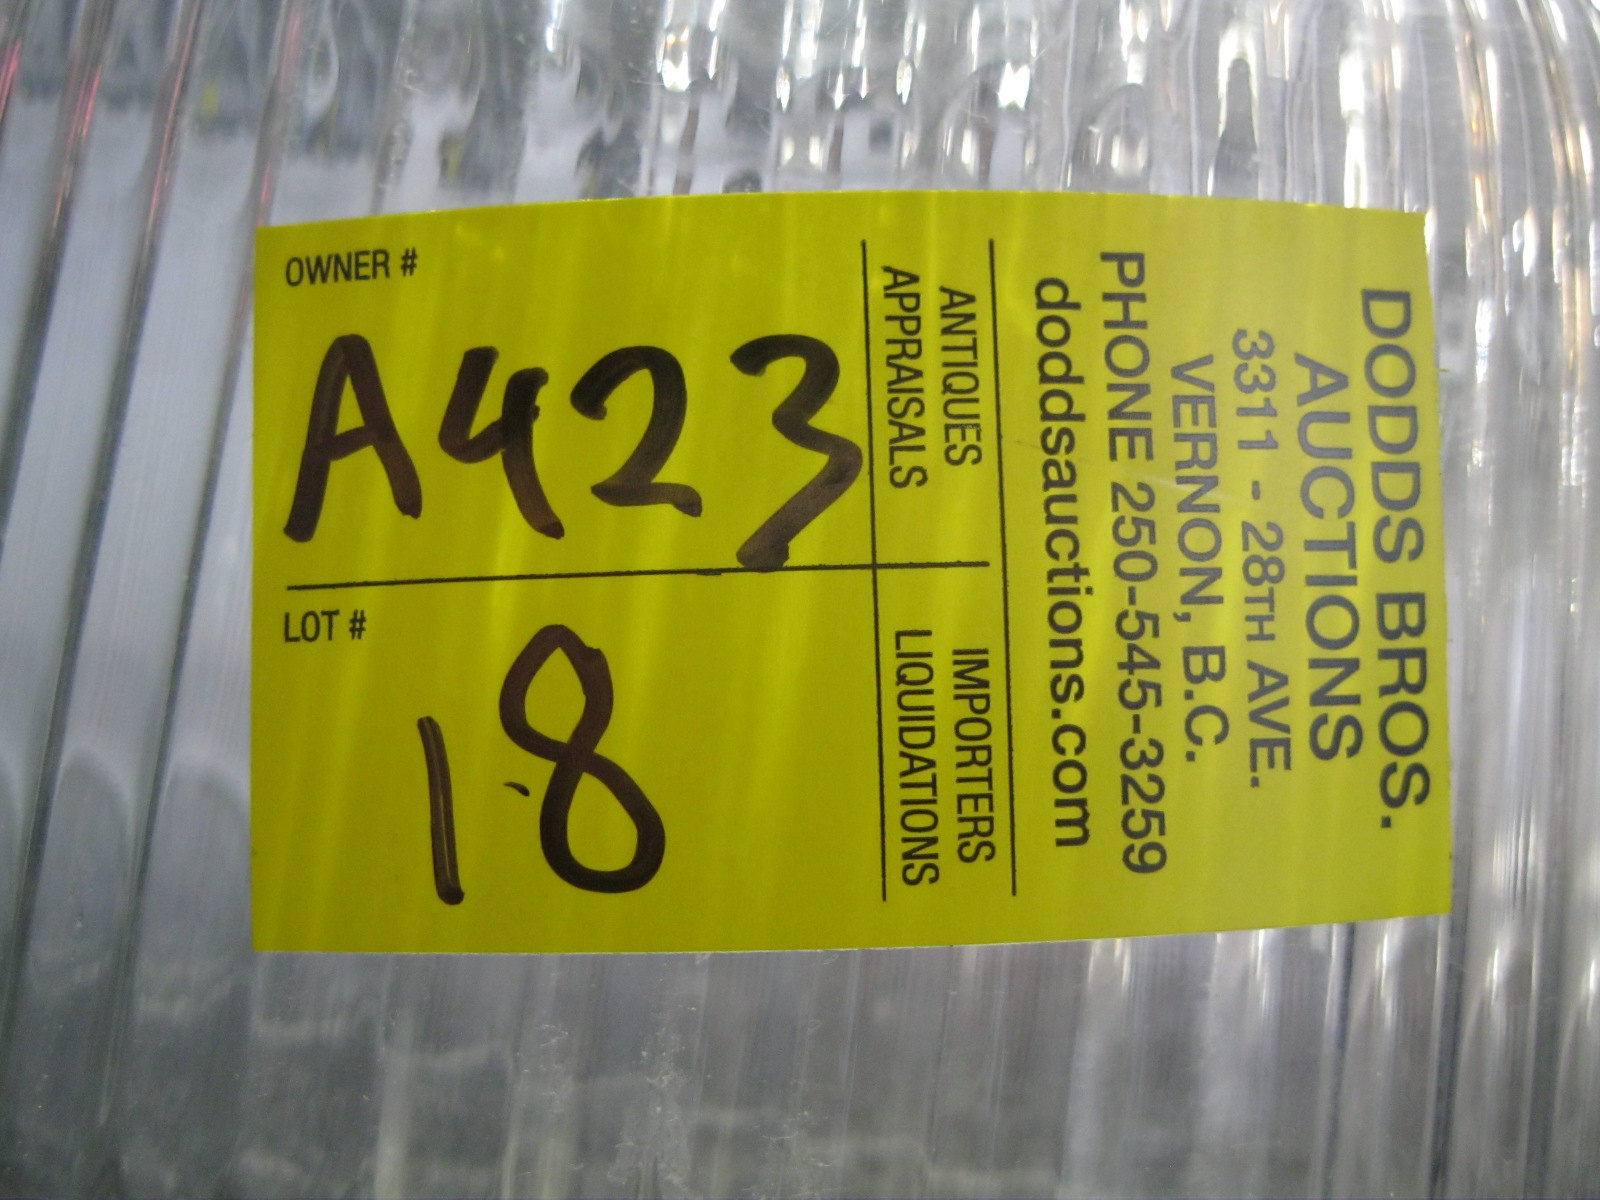 DODDS BROS.
AUCTIONS
3311 - 28TH AVE.
VERNON, B.C.
PHONE 250-545-3259
doddsauctions.com
ANTIQUES
APPRAISALS
IMPORTERS
LIQUIDATIONS
OWNER #
A423
LOT #
18